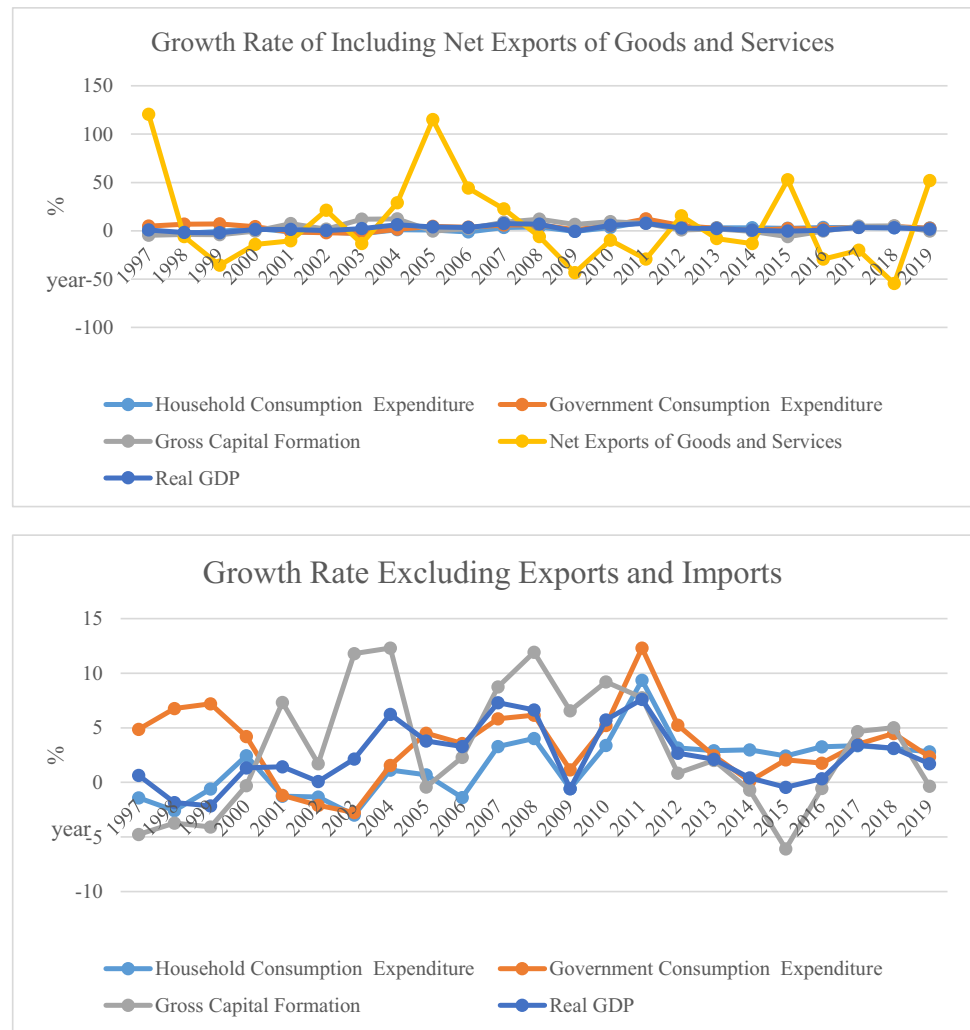 Growth Rate of Including Net Exports of Goods and Services
150
100
50
0
-50
-100
%
year
1997 1998 1999 2000 2001 2002 2003 2004 2005 2006 2007 2008 2009 2010 2011 2012 2013 2014 2015 2016 2017 2018 2019
Household Consumption Expenditure Government Consumption Expenditure
Gross Capital Formation Net Exports of Goods and Services
Real GDP
Growth Rate Excluding Exports and Imports
15
10
5
0
-5
-10
%
year
1997 1998 1999 2000 2001 2002 2003 2004 2005 2006 2007 2008 2009 2010 2011 2012 2013 2014 2015 2016 2017 2018 2019
Household Consumption Expenditure Government Consumption Expenditure
Gross Capital Formation Real GDP